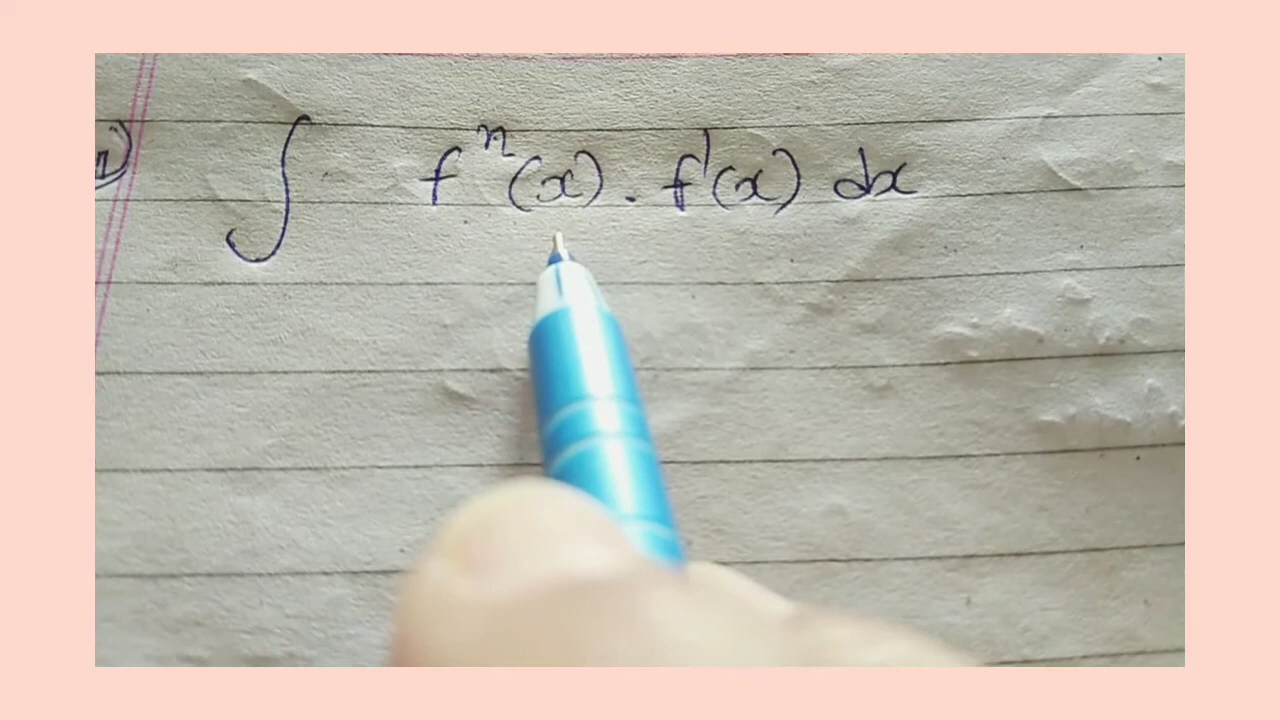 ∫ fⁿ(x) . f'(x) dx